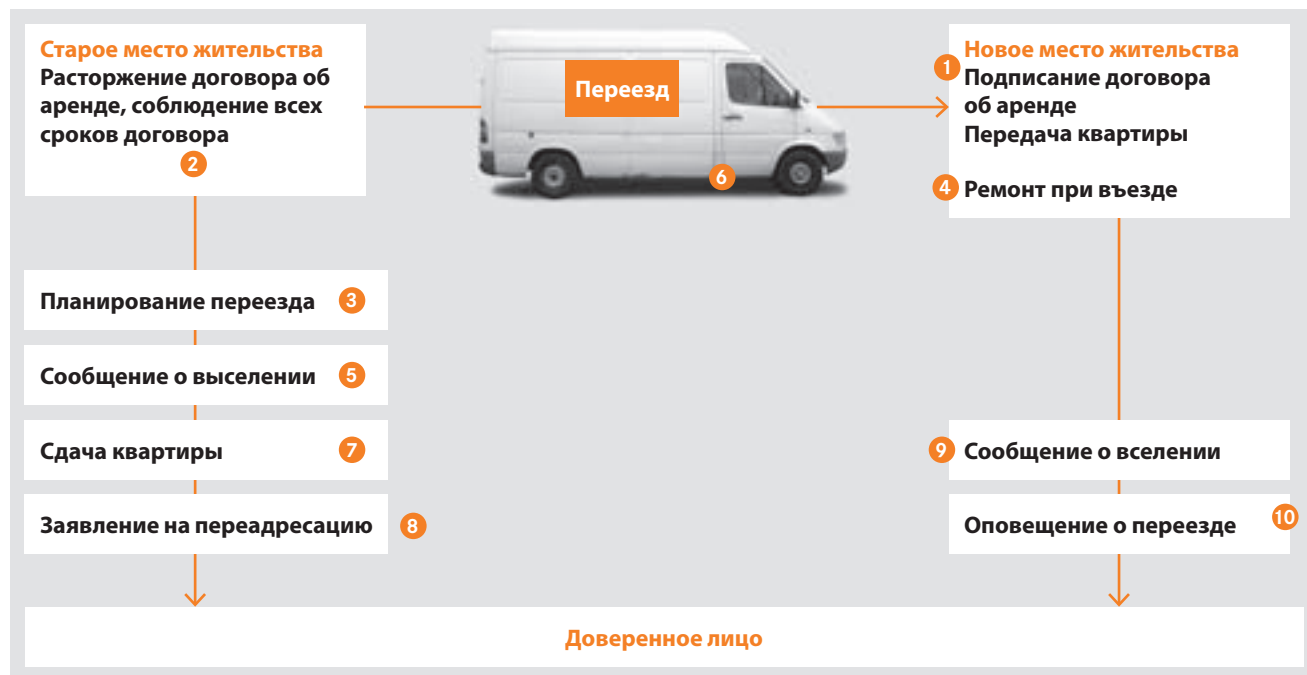 Старое место жительства
Расторжение договора об
аренде, соблюдение всех
сроков договора
2
Переезд
6
Новое место жительства
1
Подписание договора
об аренде
Передача квартиры
4 Ремонт при въезде
Планирование переезда 3
Сообщение о выселении 5
Сдача квартиры 7
Заявление на переадресацию 8
9 Сообщение о вселении
Оповещение о переезде 10
Доверенное лицо